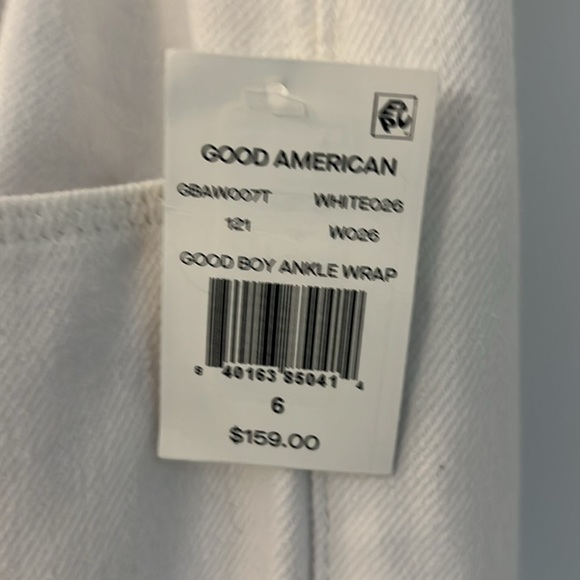 GOOD AMERICAN
GBAW007T WHITE026
121 W026
GOOD BOY ANKLE WRAP
8 40163 85041 4
6
$159.00